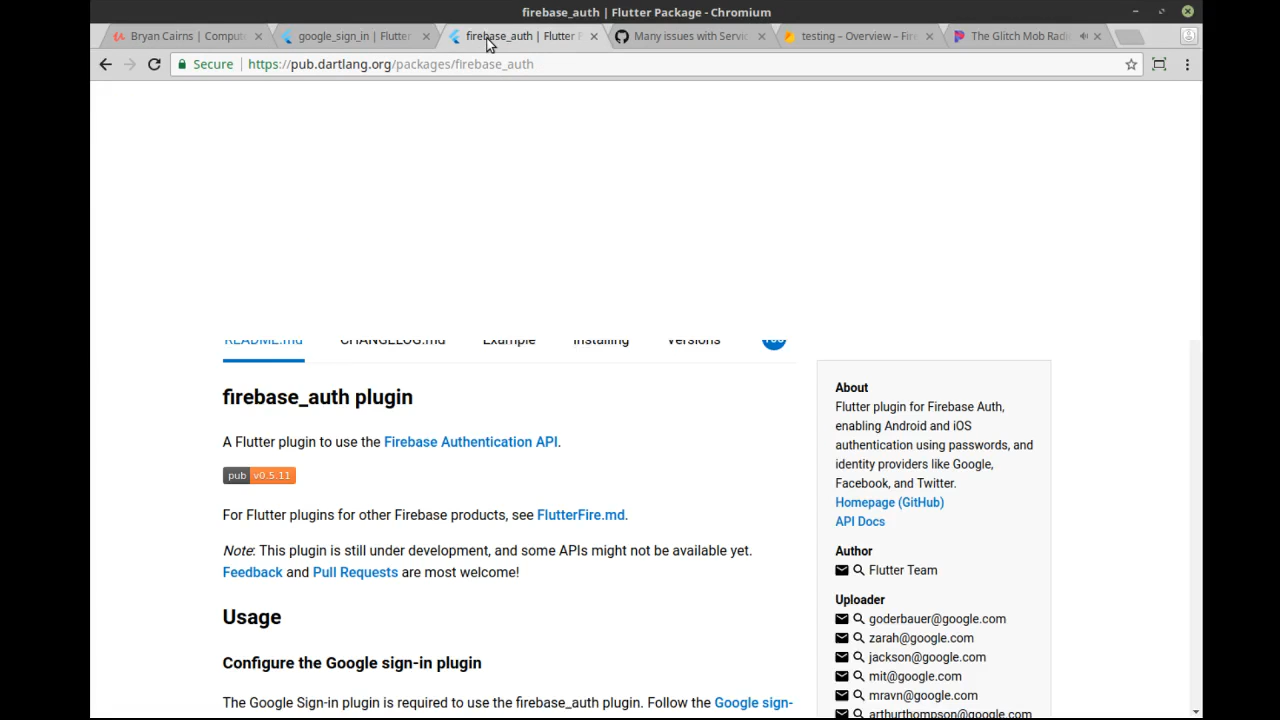 firebase_auth | Flutter Package - Chromium
Bryan Cairns | Comput
google_sign_in | Flutter
firebase_auth | Flutter P
Many issues with Servic
testing – Overview – Fire
The Glitch Mob Radi
Secure
https://pub.dartlang.org/packages/firebase_auth
README.md
CHANGELOG.md
Example
Installing
Versions
firebase_auth plugin
A Flutter plugin to use the Firebase Authentication API.
pub v0.5.11
For Flutter plugins for other Firebase products, see FlutterFire.md.
Note: This plugin is still under development, and some APIs might not be available yet.
Feedback and Pull Requests are most welcome!
Usage
Configure the Google sign-in plugin
The Google Sign-in plugin is required to use the firebase_auth plugin. Follow the Google sign-
About
Flutter plugin for Firebase Auth,
enabling Android and iOS
authentication using passwords, and
identity providers like Google,
Facebook, and Twitter.
Homepage (GitHub)
API Docs
Author
Flutter Team
Uploader
goderbauer@google.com
zarah@google.com
jackson@google.com
mit@google.com
mravn@google.com
arthurthompson@google.com